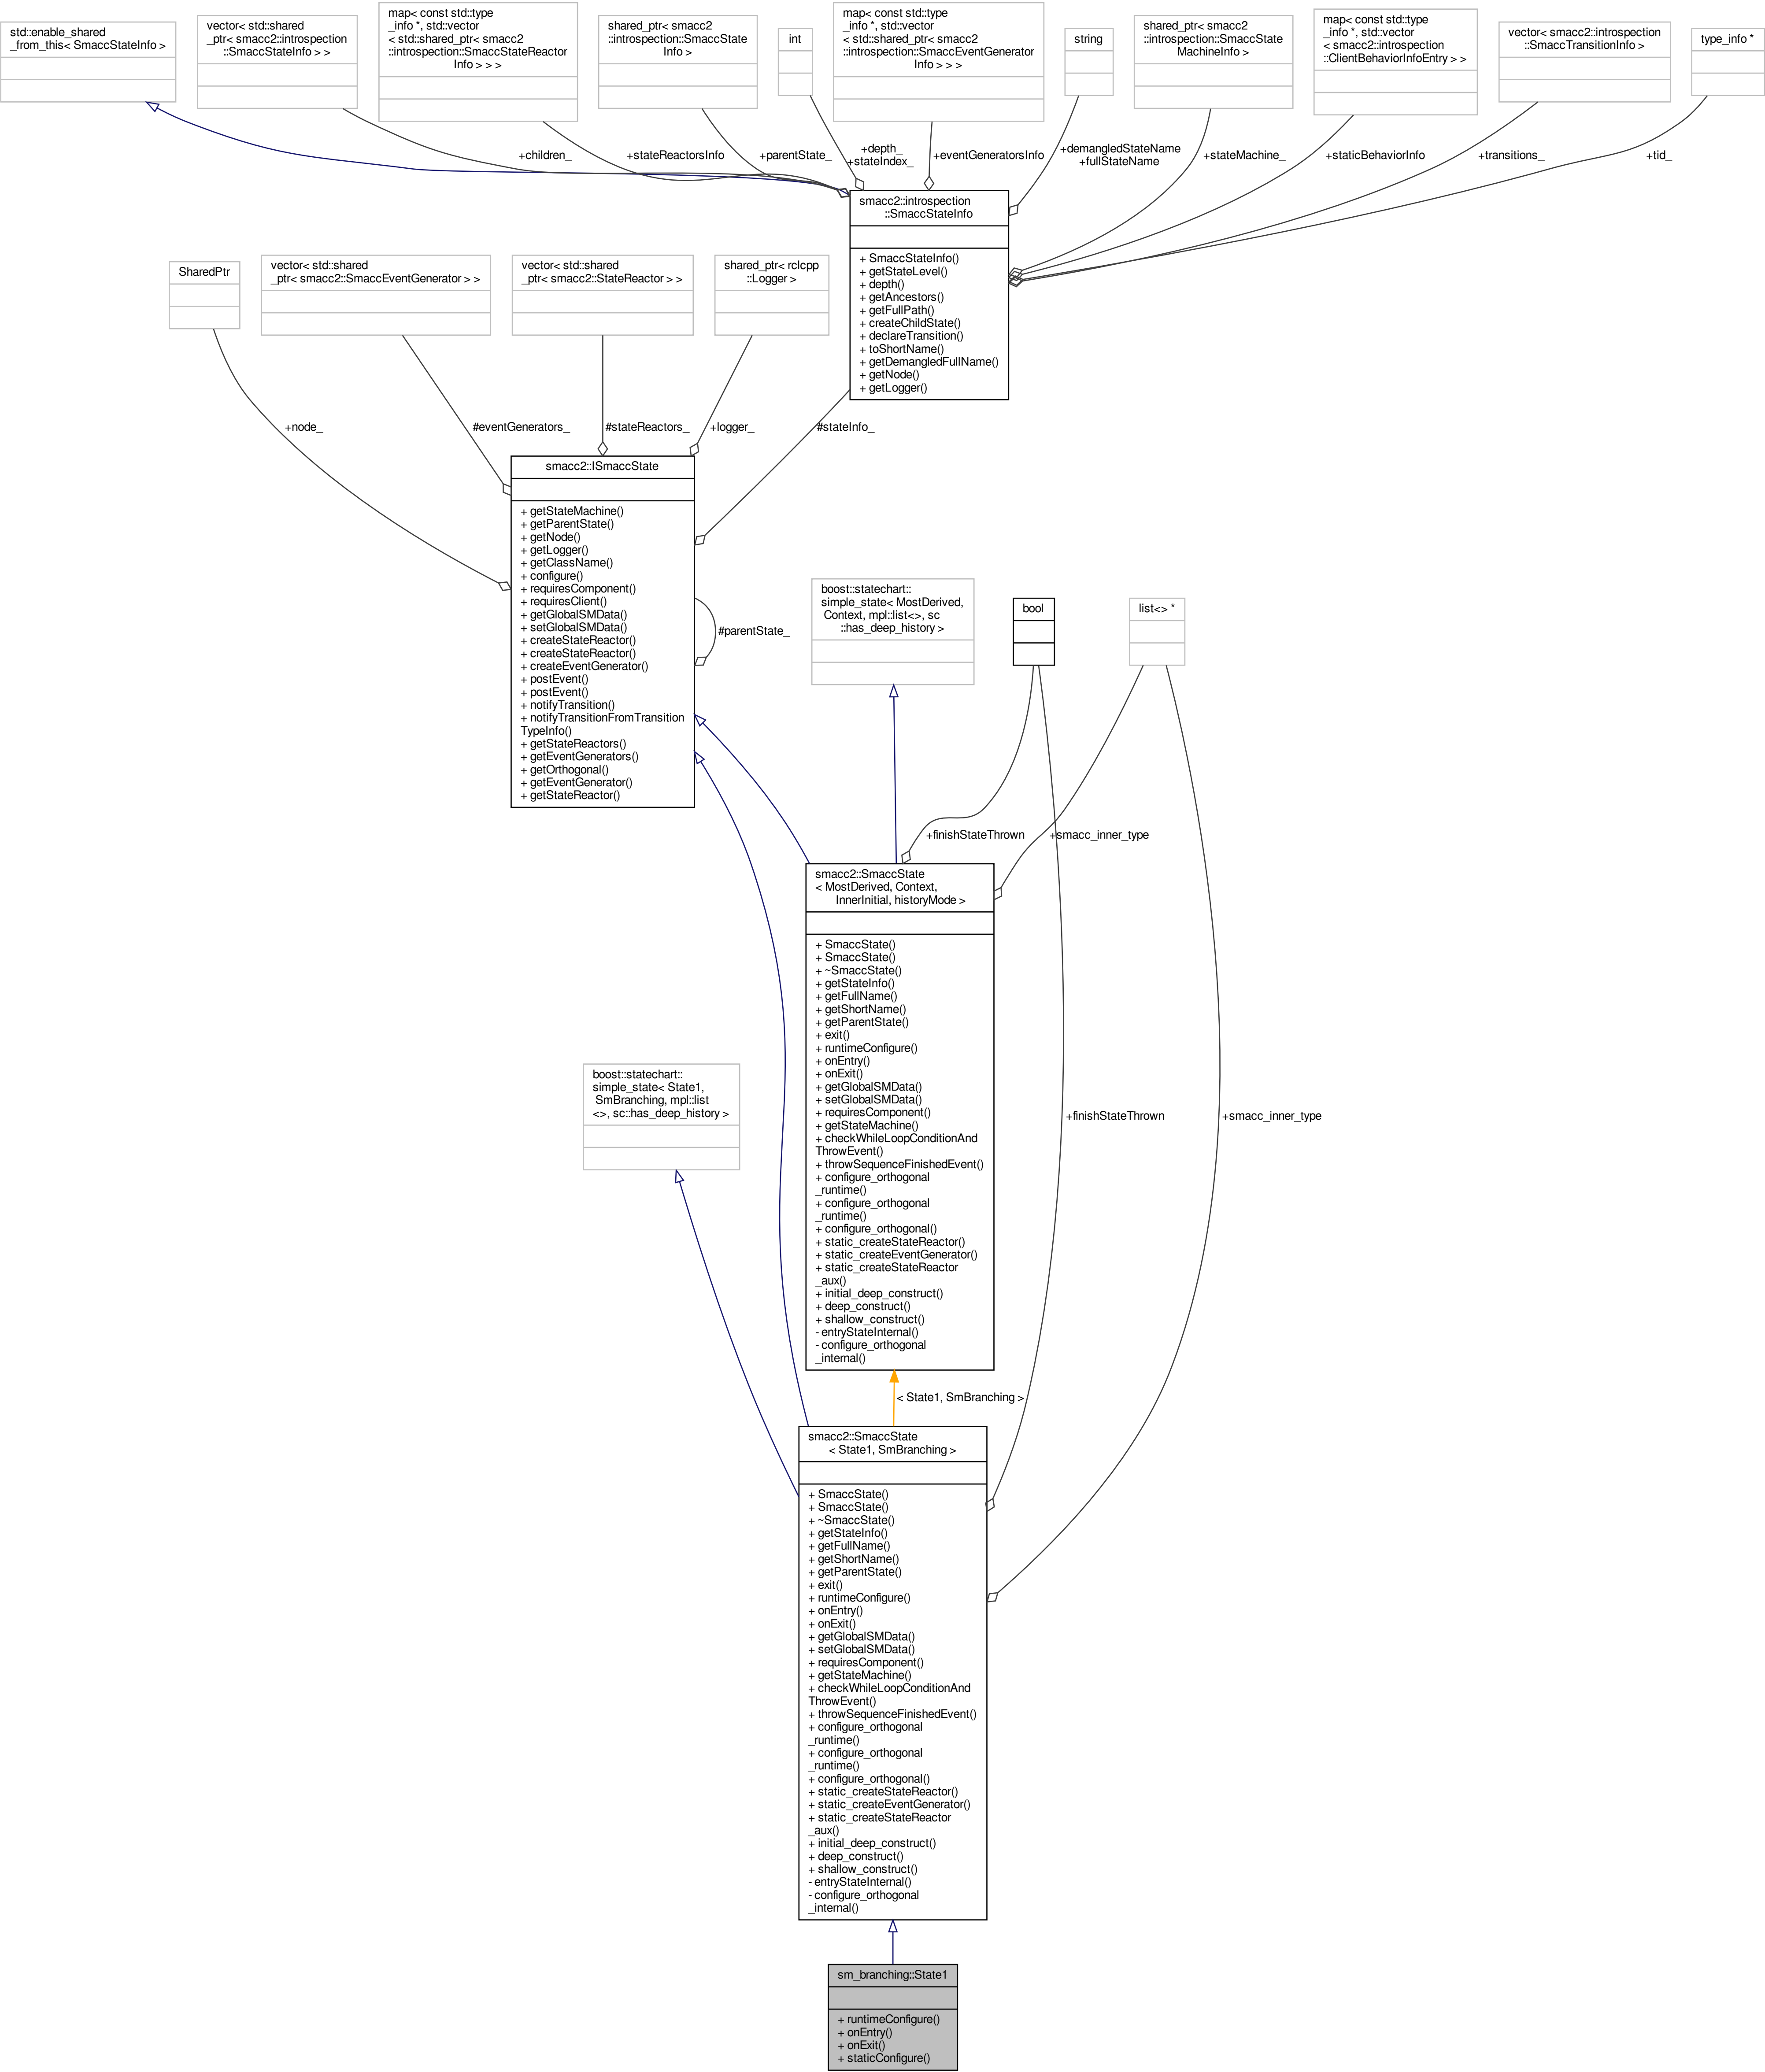 std::enable_shared
_from_this< SmaccStateInfo >
vector< std::shared
_ptr< smacc2::introspection
::SmaccStateInfo > >
map< const std::type
_info *, std::vector
< std::shared_ptr< smacc2
::introspection::SmaccStateReactor
Info > > >
shared_ptr< smacc2
::introspection::SmaccState
Info >
int
map< const std::type
_info *, std::vector
< std::shared_ptr< smacc2
::introspection::SmaccEventGenerator
Info > > >
string
shared_ptr< smacc2
::introspection::SmaccState
MachineInfo >
map< const std::type
_info *, std::vector
< smacc2::introspection
::ClientBehaviorInfoEntry > >
vector< smacc2::introspection
::SmaccTransitionInfo >
type_info *
+children_
+stateReactorsInfo
+parentState_
+depth_
+stateIndex_
+eventGeneratorsInfo
+demangledStateName
+fullStateName
+stateMachine_
+staticBehaviorInfo
+transitions_
+tid_
smacc2::introspection
::SmaccStateInfo
+ SmaccStateInfo()
+ getStateLevel()
+ depth()
+ getAncestors()
+ getFullPath()
+ createChildState()
+ declareTransition()
+ toShortName()
+ getDemangledFullName()
+ getNode()
+ getLogger()
SharedPtr
vector< std::shared
_ptr< smacc2::SmaccEventGenerator > >
vector< std::shared
_ptr< smacc2::StateReactor > >
shared_ptr< rclcpp
::Logger >
+node_
#eventGenerators_
#stateReactors_
+logger_
#stateInfo_
smacc2::ISmaccState
+ getStateMachine()
+ getParentState()
+ getNode()
+ getLogger()
+ getClassName()
+ configure()
+ requiresComponent()
+ requiresClient()
+ getGlobalSMData()
+ setGlobalSMData()
+ createStateReactor()
+ createStateReactor()
+ createEventGenerator()
+ postEvent()
+ postEvent()
+ notifyTransition()
+ notifyTransitionFromTransition
TypeInfo()
+ getStateReactors()
+ getEventGenerators()
+ getOrthogonal()
+ getEventGenerator()
+ getStateReactor()
#parentState_
boost::statechart::
simple_state< MostDerived,
Context, mpl::list<>, sc
::has_deep_history >
bool
list<> *
+finishStateThrown
+smacc_inner_type
smacc2::SmaccState
< MostDerived, Context,
InnerInitial, historyMode >
+ SmaccState()
+ SmaccState()
+ ~SmaccState()
+ getStateInfo()
+ getFullName()
+ getShortName()
+ getParentState()
+ exit()
+ runtimeConfigure()
+ onEntry()
+ onExit()
+ getGlobalSMData()
+ setGlobalSMData()
+ requiresComponent()
+ getStateMachine()
+ checkWhileLoopConditionAnd
ThrowEvent()
+ throwSequenceFinishedEvent()
+ configure_orthogonal
_runtime()
+ configure_orthogonal
_runtime()
+ configure_orthogonal()
+ static_createStateReactor()
+ static_createEventGenerator()
+ static_createStateReactor
_aux()
+ initial_deep_construct()
+ deep_construct()
+ shallow_construct()
- entryStateInternal()
- configure_orthogonal
_internal()
boost::statechart::
simple_state< State1,
SmBranching, mpl::list
<>, sc::has_deep_history >
+finishStateThrown
+smacc_inner_type
< State1, SmBranching >
smacc2::SmaccState
< State1, SmBranching >
+ SmaccState()
+ SmaccState()
+ ~SmaccState()
+ getStateInfo()
+ getFullName()
+ getShortName()
+ getParentState()
+ exit()
+ runtimeConfigure()
+ onEntry()
+ onExit()
+ getGlobalSMData()
+ setGlobalSMData()
+ requiresComponent()
+ getStateMachine()
+ checkWhileLoopConditionAnd
ThrowEvent()
+ throwSequenceFinishedEvent()
+ configure_orthogonal
_runtime()
+ configure_orthogonal
_runtime()
+ configure_orthogonal()
+ static_createStateReactor()
+ static_createEventGenerator()
+ static_createStateReactor
_aux()
+ initial_deep_construct()
+ deep_construct()
+ shallow_construct()
- entryStateInternal()
- configure_orthogonal
_internal()
sm_branching::State1
+ runtimeConfigure()
+ onEntry()
+ onExit()
+ staticConfigure()